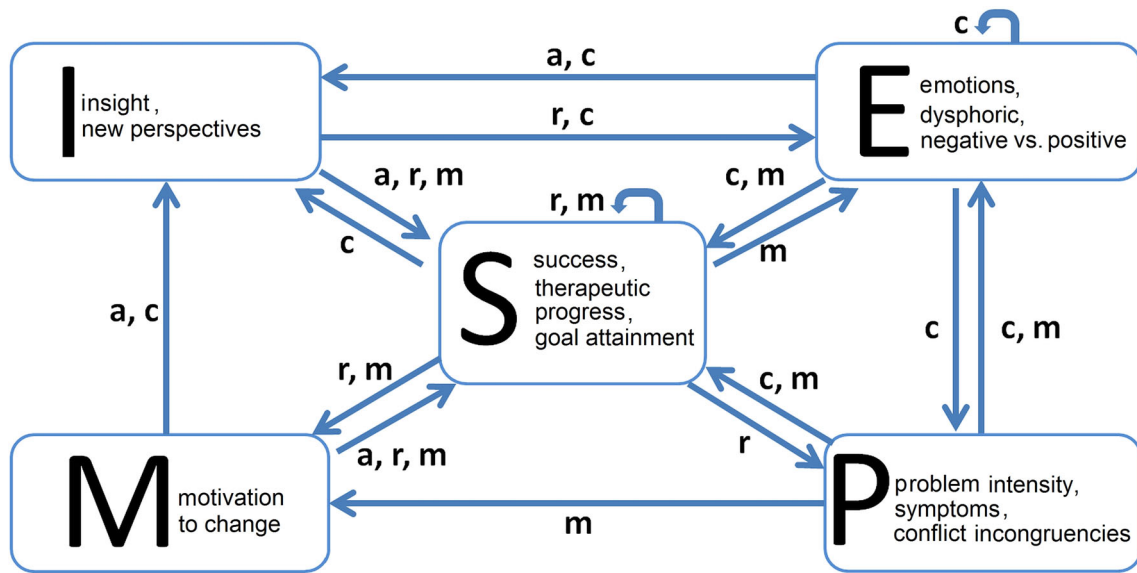 c
a, c
I
insight,
new perspectives
E
emotions,
dysphoric,
negative vs. positive
r, c
a, r, m
c
r, m
c, m
m
S
success,
therapeutic
progress,
goal attainment
a, c
c
c, m
r, m
a, r, m
c, m
r
M
motivation
to change
m
P
problem intensity,
symptoms,
conflict incongruencies